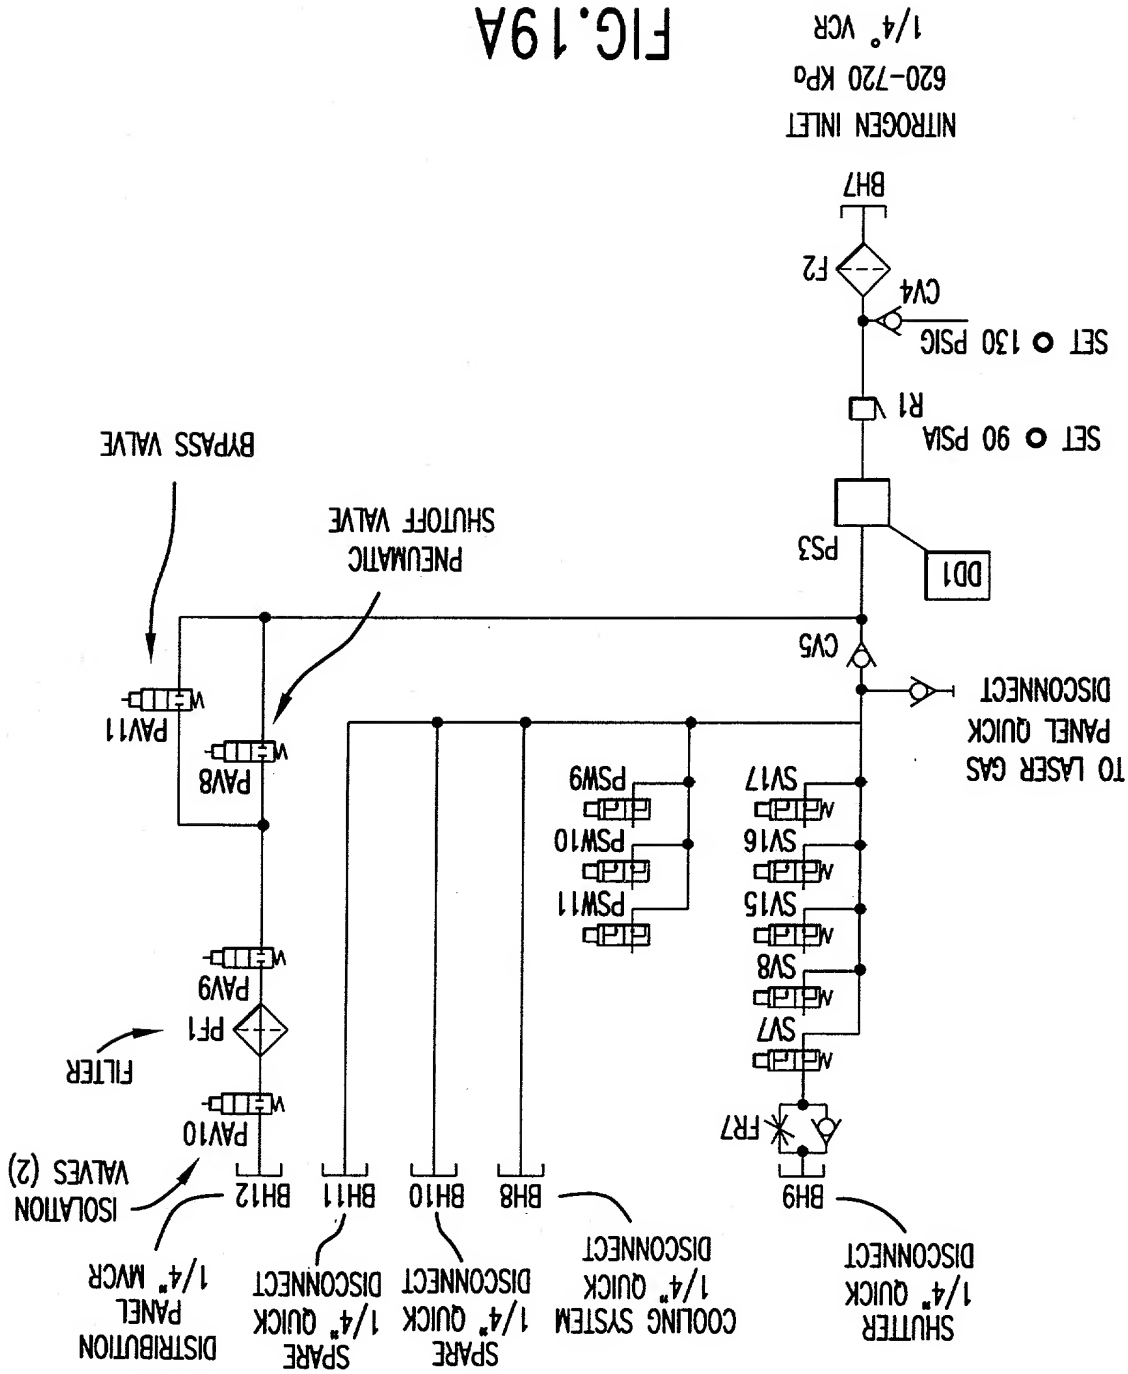 SHUTTER
1/4" QUICK
DISCONNECT
COOLING SYSTEM
1/4" QUICK
DISCONNECT
SPARE
1/4" QUICK
DISCONNECT
SPARE
1/4" QUICK
DISCONNECT
DISTRIBUTION
PANEL
1/4" MVCR
BH9
BH8
BH10
BH11
BH12
ISOLATION
VALVES (2)
FR7
PAV10
FILTER
SV7
PF1
SV8
PAV9
SV15
PSW11
SV16
PSW10
SV17
PSW9
PAV8
PAV11
TO LASER GAS
PANEL QUICK
DISCONNECT
CV5
DD1
PS3
PNEUMATIC
SHUTOFF VALVE
BYPASS VALVE
SET o 90 PSIA
R1
SET o 130 PSIG
CV4
F2
BH7
NITROGEN INLET
620-720 KPa
1/4° VCR
FIG.19A